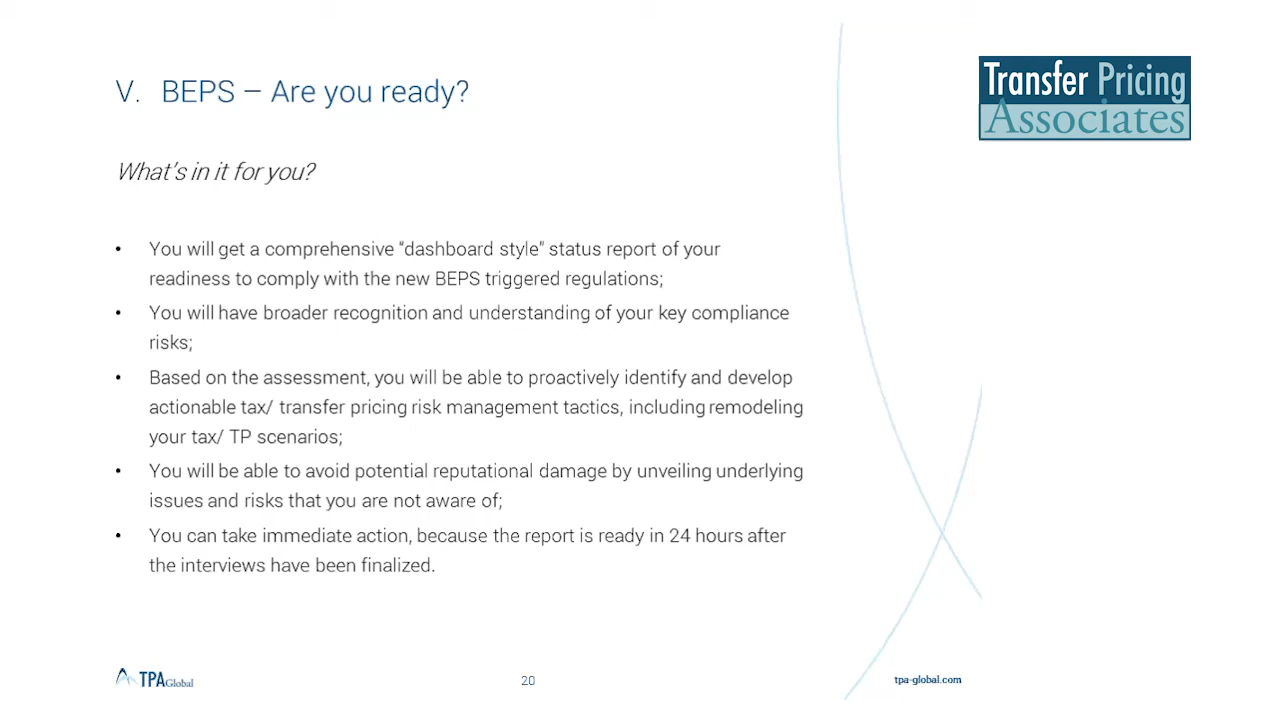 V. BEPS – Are you ready?
Transfer Pricing
Associates
What's in it for you?
• You will get a comprehensive “dashboard style” status report of your
readiness to comply with the new BEPS triggered regulations;
• You will have broader recognition and understanding of your key compliance
risks;
• Based on the assessment, you will be able to proactively identify and develop
actionable tax/ transfer pricing risk management tactics, including remodeling
your tax/ TP scenarios;
• You will be able to avoid potential reputational damage by unveiling underlying
issues and risks that you are not aware of;
• You can take immediate action, because the report is ready in 24 hours after
the interviews have been finalized.
TPA Global
20
tpa-global.com